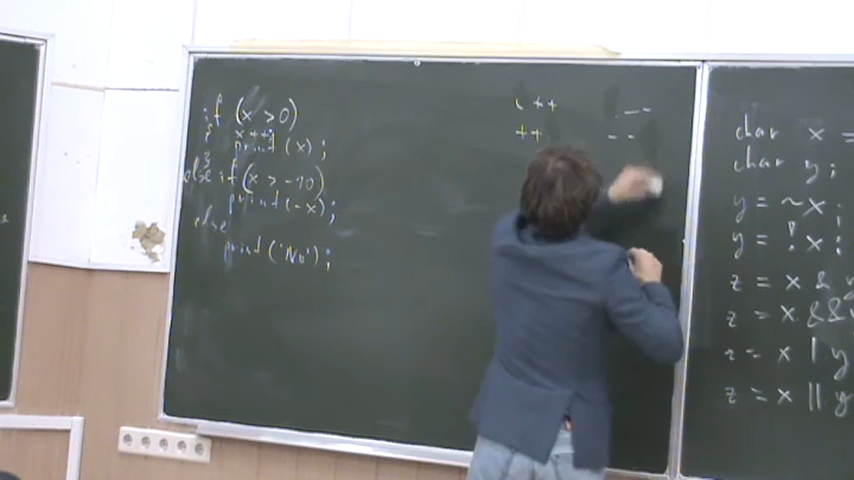 if (x > 0)
{ x++;
print (x);
}
else if (x > -10)
print (-x);
else
print ('No');
++
++
--
--
char x =
char y;
y = ~x;
y = !x;
z = x & y
z = x &&
z = x | y
z = x || y